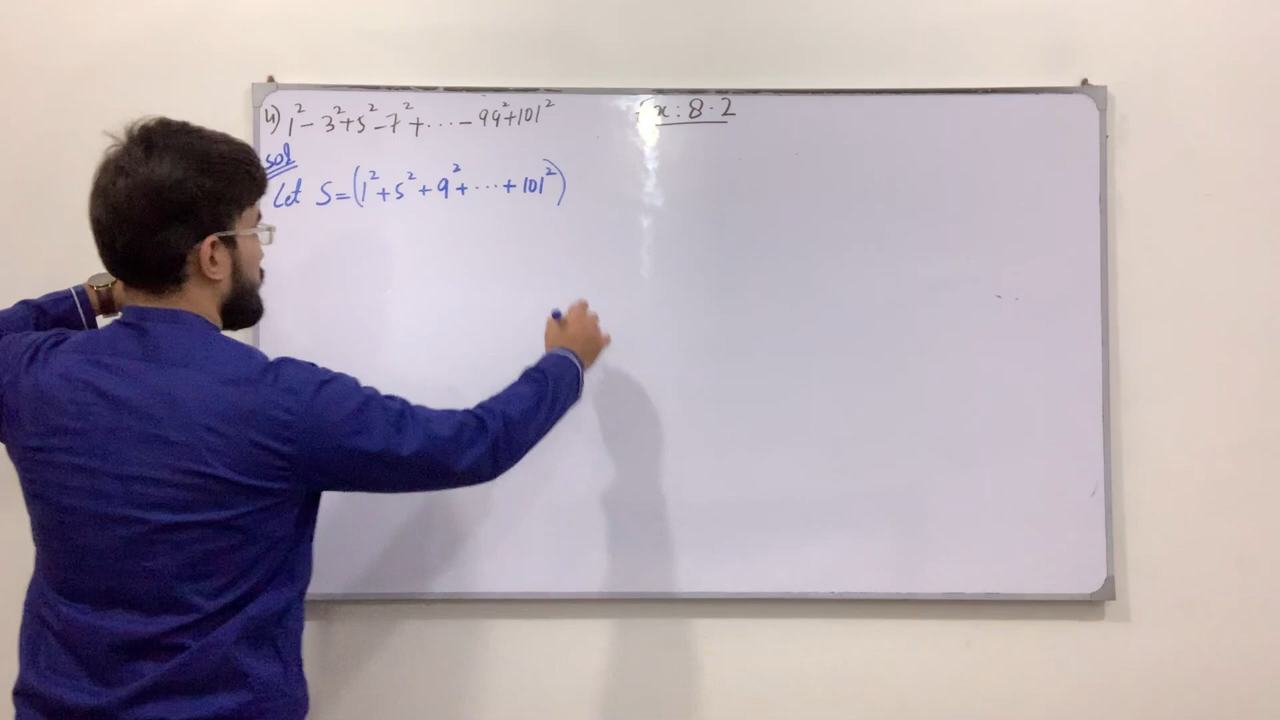 4) 1² - 3² + 5² - 7² + ... - 99² + 101²
Ex: 8.2
sol
Let S = (1² + 5² + 9² + ... + 101²)